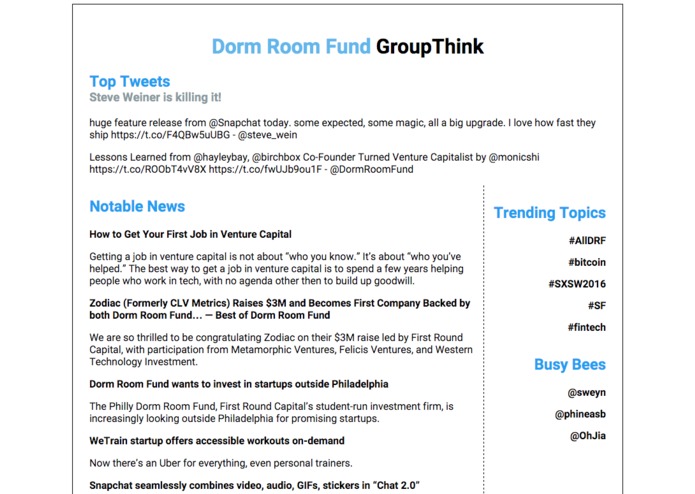 Dorm Room Fund GroupThink
Top Tweets
Steve Weiner is killing it!
huge feature release from @Snapchat today. some expected, some magic, all a big upgrade. I love how fast they
ship https://t.co/F4QBw5uUBG - @steve_wein
Lessons Learned from @hayleybay, @birchbox Co-Founder Turned Venture Capitalist by @monicshi
https://t.co/ROObT4vV8X https://t.co/fwUJb9ou1F - @DormRoomFund
Notable News
How to Get Your First Job in Venture Capital
Getting a job in venture capital is not about “who you know.” It’s about “who you’ve
helped.” The best way to get a job in venture capital is to spend a few years helping
people who work in tech, with no agenda other then to build up goodwill.
Zodiac (Formerly CLV Metrics) Raises $3M and Becomes First Company Backed by
both Dorm Room Fund... — Best of Dorm Room Fund
We are so thrilled to be congratulating Zodiac on their $3M raise led by First Round
Capital, with participation from Metamorphic Ventures, Felicis Ventures, and Western
Technology Investment.
Dorm Room Fund wants to invest in startups outside Philadelphia
The Philly Dorm Room Fund, First Round Capital’s student-run investment firm, is
increasingly looking outside Philadelphia for promising startups.
WeTrain startup offers accessible workouts on-demand
Now there’s an Uber for everything, even personal trainers.
Snapchat seamlessly combines video, audio, GIFs, stickers in “Chat 2.0”
Trending Topics
#AllDRF
#bitcoin
#SXSW2016
#SF
#fintech
Busy Bees
@sweyn
@phineasb
@OhJia